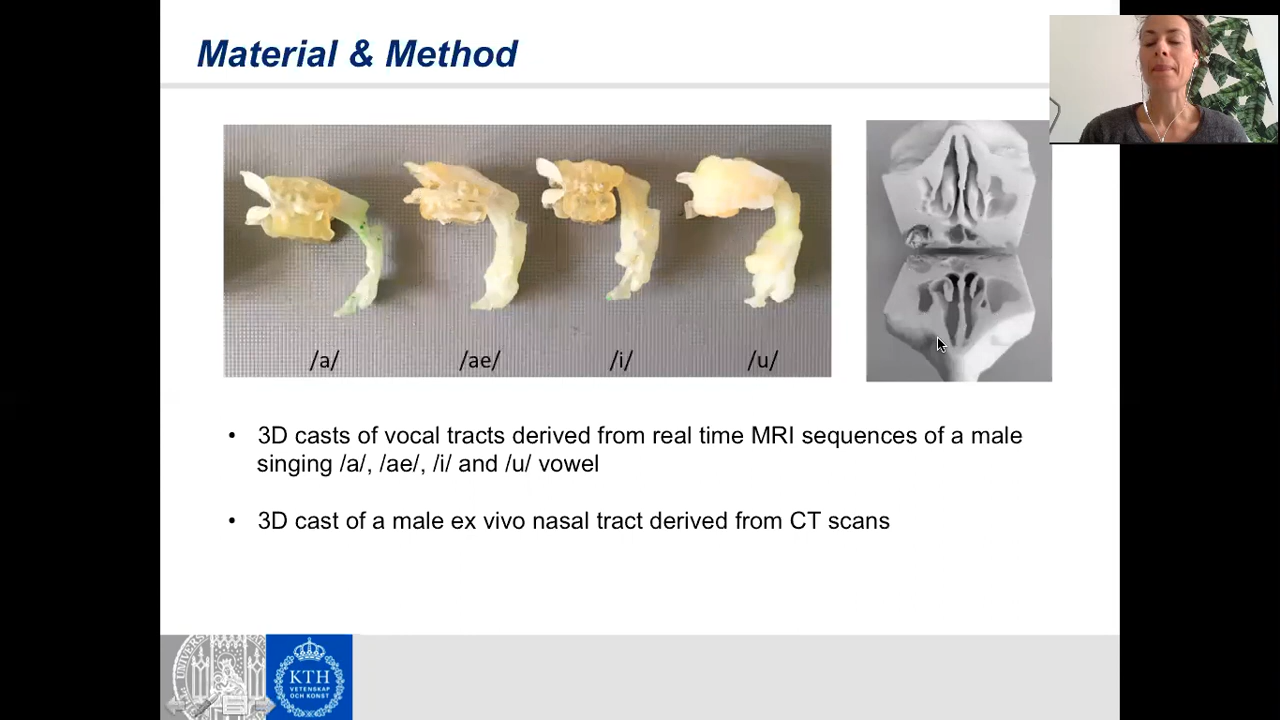 Material & Method
/a/ /ae/ /i/ /u/
• 3D casts of vocal tracts derived from real time MRI sequences of a male
singing /a/, /ae/, /i/ and /u/ vowel
• 3D cast of a male ex vivo nasal tract derived from CT scans
KTH
VETENSKAP
OCH KONST